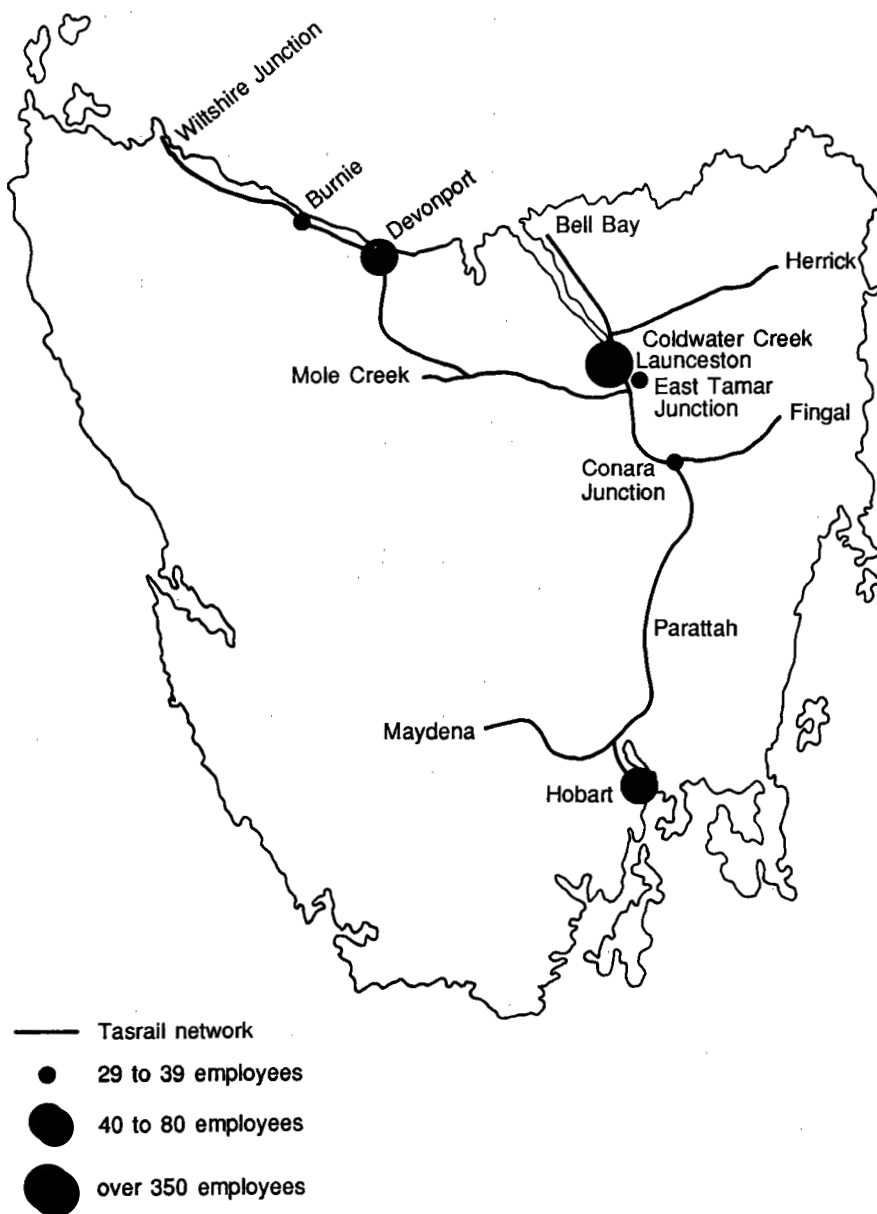 Wiltshire Junction
Burnie
Devonport
Bell Bay
Herrick
Coldwater Creek
Launceston
Mole Creek
East Tamar
Junction
Fingal
Conara
Junction
Parattah
Maydena
Hobart
Tasrail network
29 to 39 employees
40 to 80 employees
over 350 employees